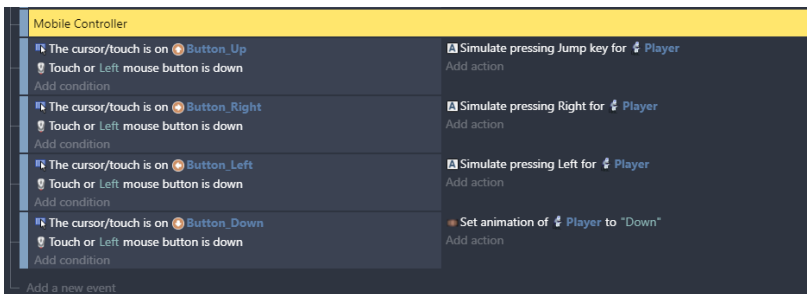 Mobile Controller
The cursor/touch is on Button_Up
Touch or Left mouse button is down
Add condition
Simulate pressing Jump key for Player
Add action
The cursor/touch is on Button_Right
Touch or Left mouse button is down
Add condition
Simulate pressing Right for Player
Add action
The cursor/touch is on Button_Left
Touch or Left mouse button is down
Add condition
Simulate pressing Left for Player
Add action
The cursor/touch is on Button_Down
Touch or Left mouse button is down
Add condition
Set animation of Player to "Down"
Add action
Add a new event